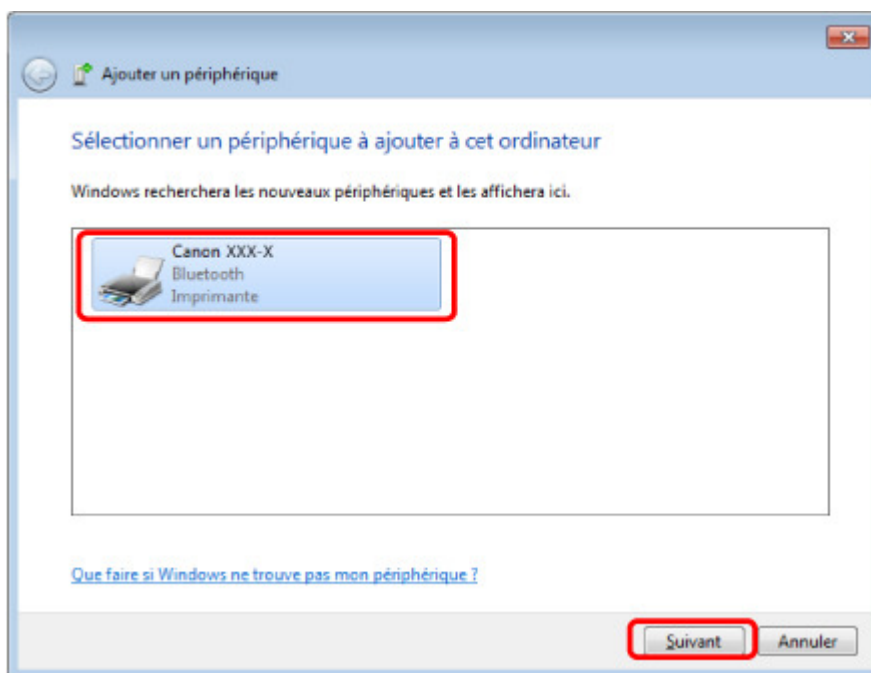 Ajouter un périphérique
Sélectionner un périphérique à ajouter à cet ordinateur
Windows recherchera les nouveaux périphériques et les affichera ici.
Canon XXX-X
Bluetooth
Imprimante
Que faire si Windows ne trouve pas mon périphérique ?
Suivant Annuler